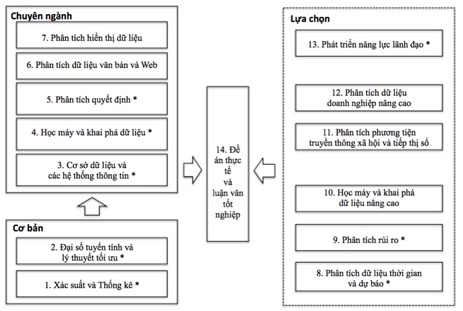 Chuyên ngành
7. Phân tích hiển thị dữ liệu
6. Phân tích dữ liệu văn bản và Web
5. Phân tích quyết định *
4. Học máy và khai phá dữ liệu *
3. Cơ sở dữ liệu và
các hệ thống thông tin *
Cơ bản
2. Đại số tuyến tính và
lý thuyết tối ưu *
1. Xác suất và Thống kê *
14. Đề
án thực
tế
và
luận văn
tốt
nghiệp
Lựa chọn
13. Phát triển năng lực lãnh đạo *
12. Phân tích dữ liệu
doanh nghiệp nâng cao
11. Phân tích phương tiện
truyền thông xã hội và tiếp thị số
10. Học máy và khai phá
dữ liệu nâng cao
9. Phân tích rủi ro *
8. Phân tích dữ liệu thời gian
và dự báo *